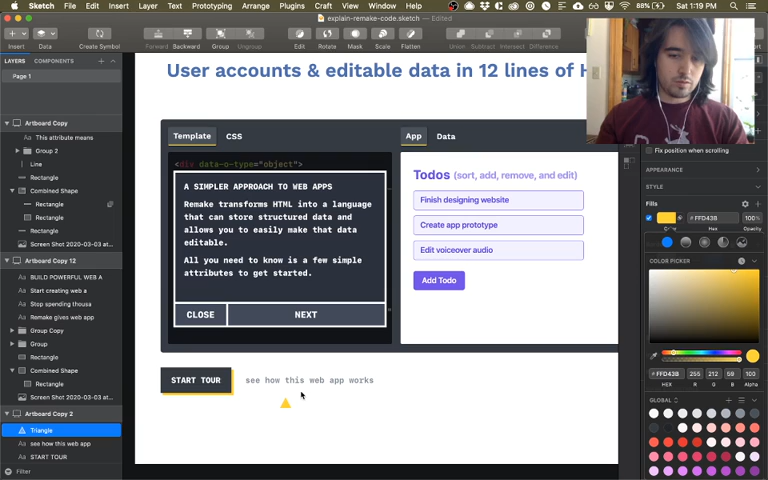 Sketch File Edit Insert Layer Text Prototyping Arrange Plugins Craft View Window Help 88% Sat 1:19 PM
explain-remake-code.sketch — Edited
Insert Data Create Symbol Forward Backward Group Edit Rotate Mask Scale Flatten Union Subtract Intersect Difference
LAYERS COMPONENTS
Page 1
Artboard Copy
This attribute means
Group 2
Line
Rectangle
Combined Shape
Rectangle
Rectangle
Rectangle
Screen Shot 2020-03-03 at...
Artboard Copy 12
BUILD POWERFUL WEB A
Start creating web a
Stop spending thousa
Remake gives web app
Group Copy
Group
Rectangle
Combined Shape
Rectangle
Screen Shot 2020-03-03 at...
Artboard Copy 2
Triangle
see how this web app
START TOUR
Filter
User accounts & editable data in 12 lines of H
Template CSS
<div data-o-type="object">
A SIMPLER APPROACH TO WEB APPS
Remake transforms HTML into a language
that can store structured data and
allows you to easily make that data
editable.
All you need to know is a few simple
attributes to get started.
CLOSE NEXT
App Data
Todos (sort, add, remove, and edit)
Finish designing website
Create app prototype
Edit voiceover audio
Add Todo
START TOUR see how this web app works
Fix position when scrolling
APPEARANCE
STYLE
Fills
FFD43B 100%
Color Hex Opacity
COLOR PICKER
# FFD43B 255 212 59 100
Hex R G B Alpha
GLOBAL